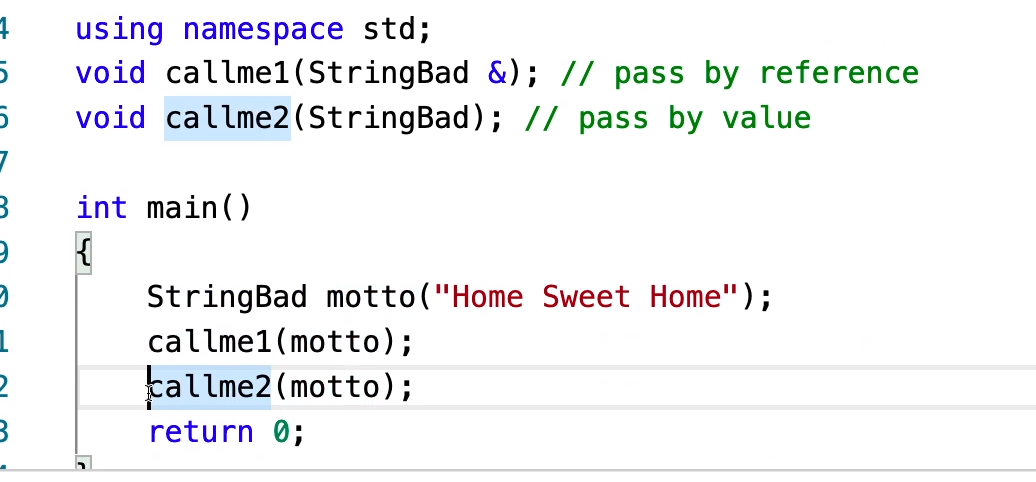 4 using namespace std;
5 void callme1(StringBad &); // pass by reference
6 void callme2(StringBad); // pass by value
7
8 int main()
9 {
0 StringBad motto("Home Sweet Home");
1 callme1(motto);
2 callme2(motto);
3 return 0;